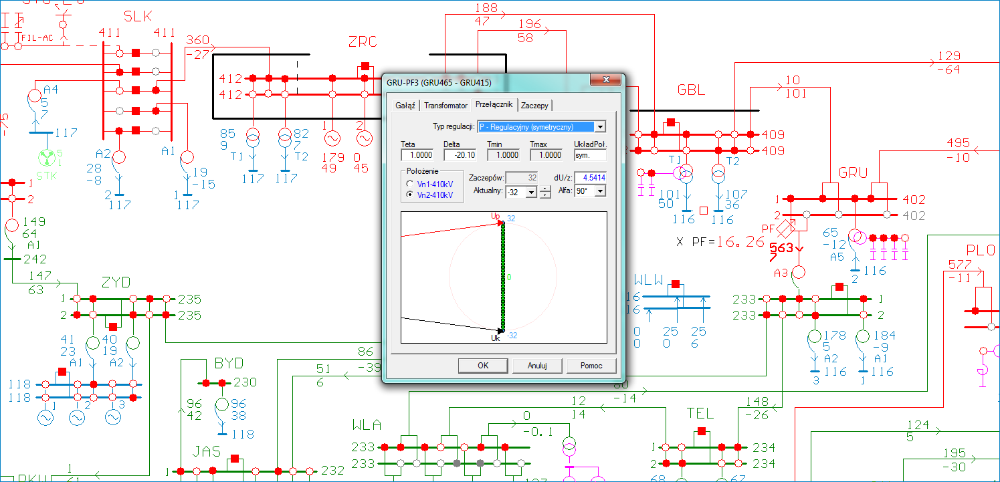 SLK
411
411
FJL-AC
360
-27
ZRC
188
47
196
58
129
-64
GBL
10
101
495
-10
A4
5
7
117
5
1
STK
412
412
A2
28
-8
A1
19
-15
2
117
117
85
9
T1
82
7
T2
117
117
1
2
179
49
0
45
409
409
T1
T2
101
50
107
36
116
116
GRU
1
402
2
402
PF
X PF=16.26
563
7
A3
65
-12
A5
116
2
PLO
577
-11
-75
1
2
149
64
A1
242
147
63
ZYD
1
235
2
235
41
23
A1
40
19
A2
118
118
1
2
3
GRU-PF3 (GRU465 - GRU415)
Gałąź
Transformator
Przełącznik
Zaczepy
Typ regulacji:
P - Regulacyjny (symetryczny)
Teta
Delta
Tmin
Tmax
UkładPoł.
1.0000
-20.10
1.0000
1.0000
sym.
Położenie
Vn1-410kV
Vn2-410kV
Zaczepów:
32
dU/z:
4.5414
Aktualny:
-32
Alfa:
90°
Up
32
0
Uk
-32
OK
Anuluj
Pomoc
WLW
16
16
0
0
25
0
25
6
233
1
233
2
178
5
A2
116
3
184
-9
A1
116
1
86
-39
51
6
BYD
230
96
42
96
38
118
JAS
1
232
60
-14
12
14
0
-0.1
WLA
233
233
148
-26
TEL
1
234
2
234
68
67
124
5
195
-30
1
61
127